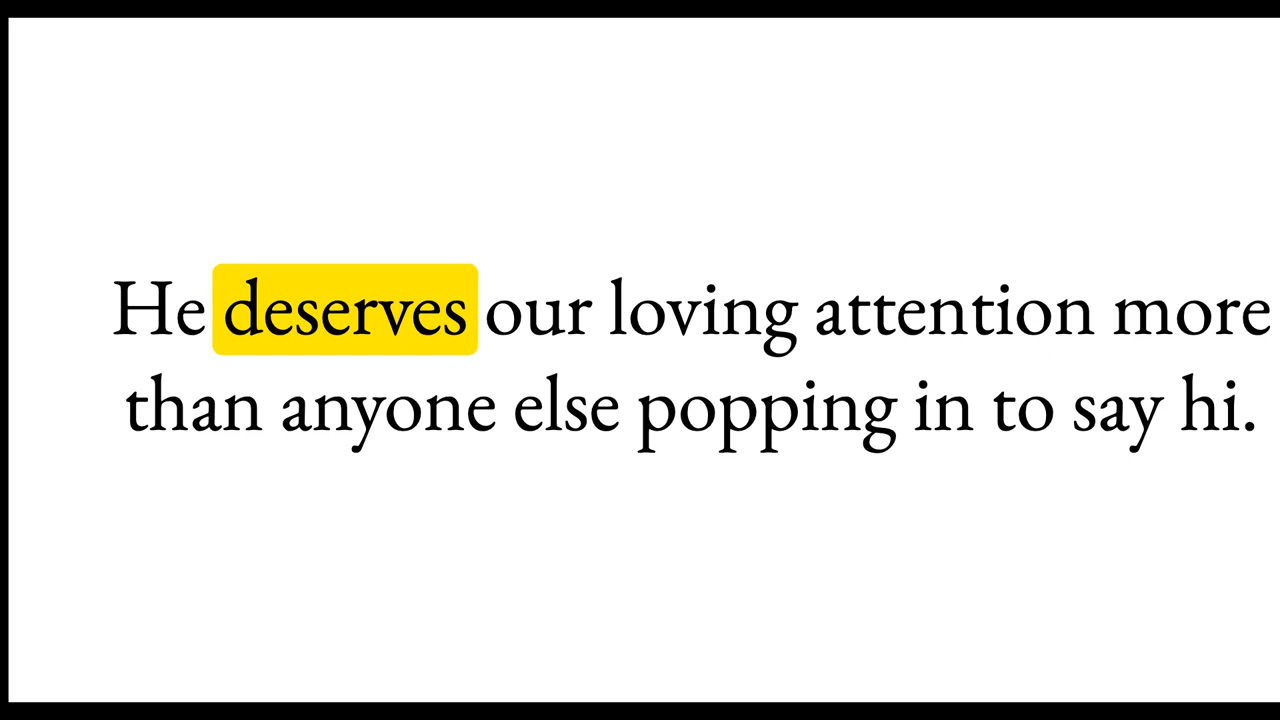 He deserves our loving attention more
than anyone else popping in to say hi.